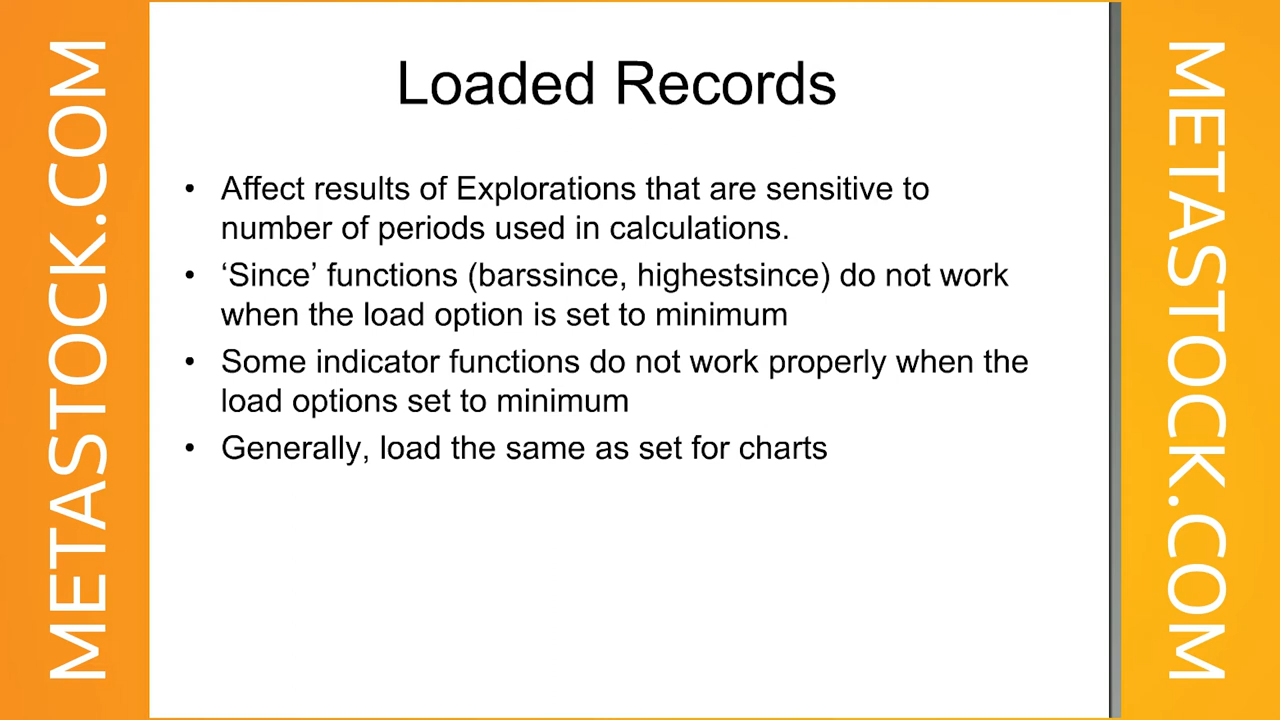 METASTOCK.COM
Loaded Records
• Affect results of Explorations that are sensitive to
number of periods used in calculations.
• ‘Since’ functions (barssince, highestsince) do not work
when the load option is set to minimum
• Some indicator functions do not work properly when the
load options set to minimum
• Generally, load the same as set for charts
METASTOCK.COM